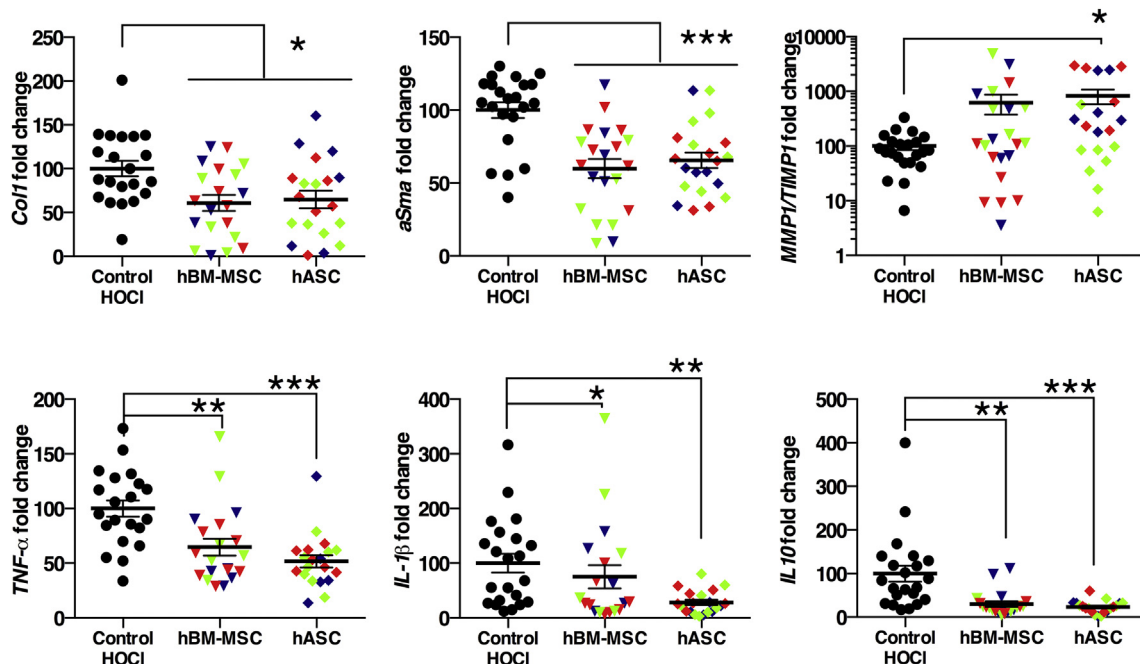 Col1 fold change
250
200
150
100
50
0
*
Control
HOCl
hBM-MSC
hASC
aSma fold change
150
100
50
0
***
Control
HOCl
hBM-MSC
hASC
MMP1/TIMP1 fold change
10000
1000
100
10
1
*
Control
HOCl
hBM-MSC
hASC
TNF-α fold change
200
150
100
50
0
***
**
Control
HOCl
hBM-MSC
hASC
IL-1β fold change
400
300
200
100
0
**
*
Control
HOCl
hBM-MSC
hASC
IL10 fold change
500
400
300
200
100
0
***
**
Control
HOCl
hBM-MSC
hASC